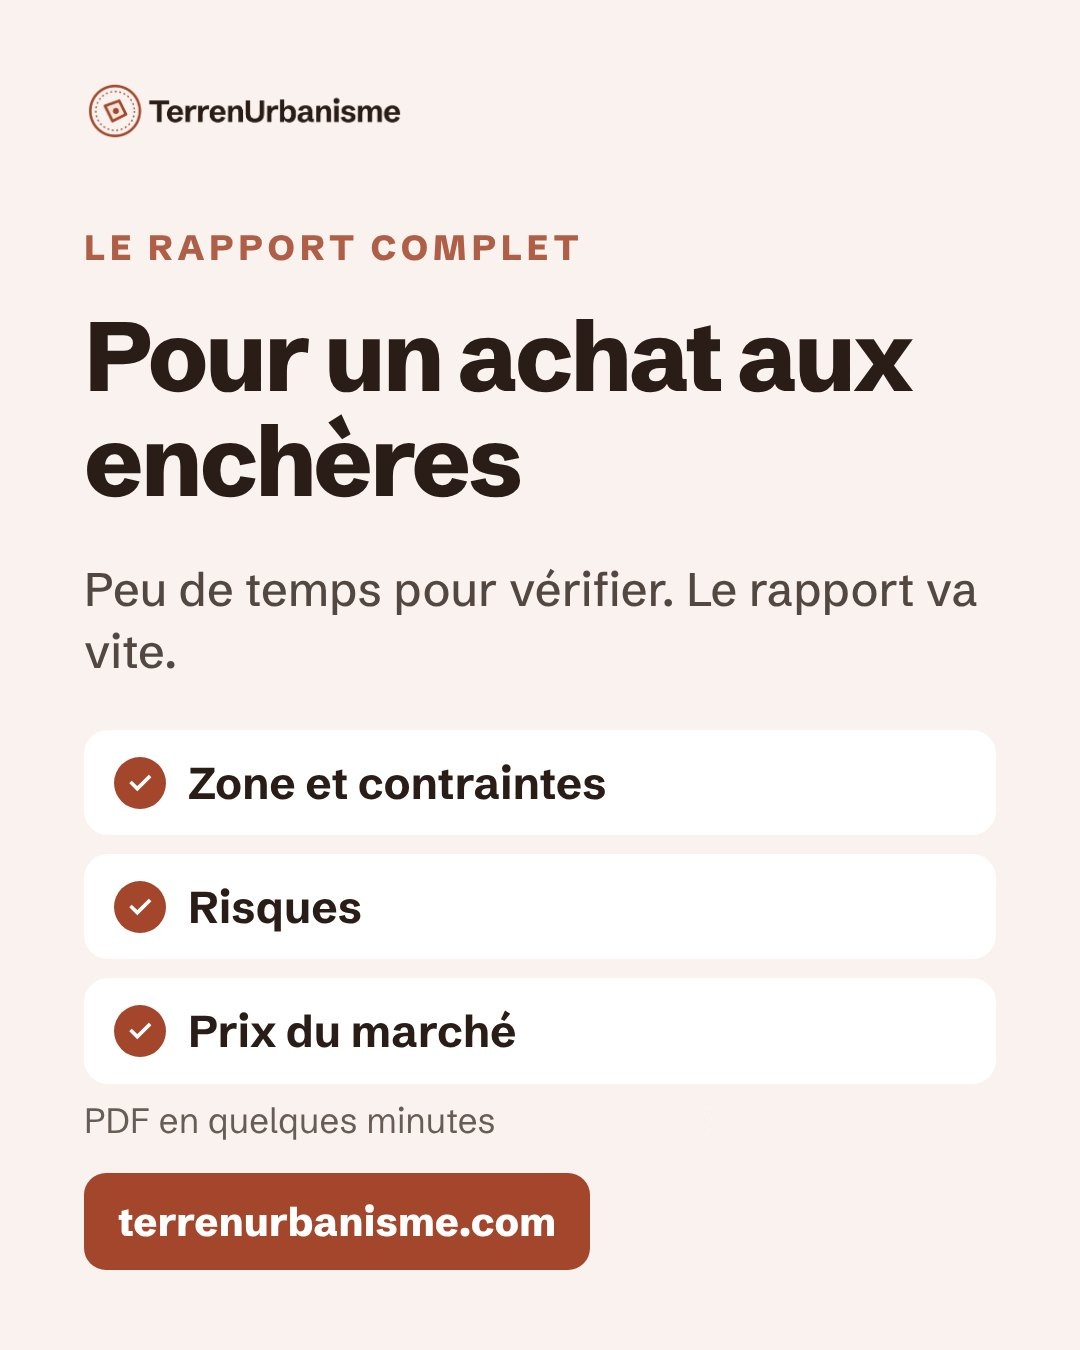 TerrenUrbanisme
LE RAPPORT COMPLET
Pour un achat aux
enchères
Peu de temps pour vérifier. Le rapport va
vite.
Zone et contraintes
Risques
Prix du marché
PDF en quelques minutes
terrenurbanisme.com